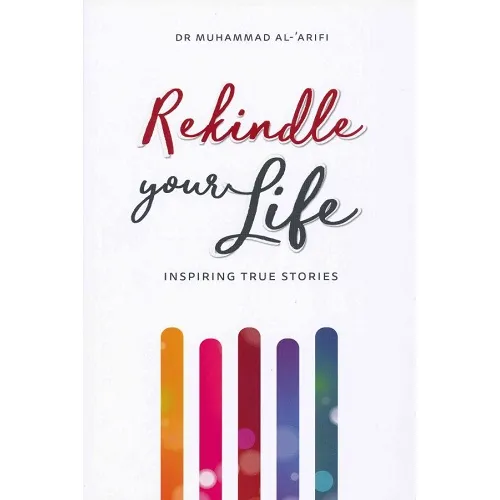 DR MUHAMMAD AL-'ARIFI
Rekindle
your Life
INSPIRING TRUE STORIES